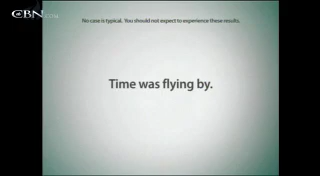 CBN.com
No case is typical. You should not expect to experience these results.
Time was flying by.